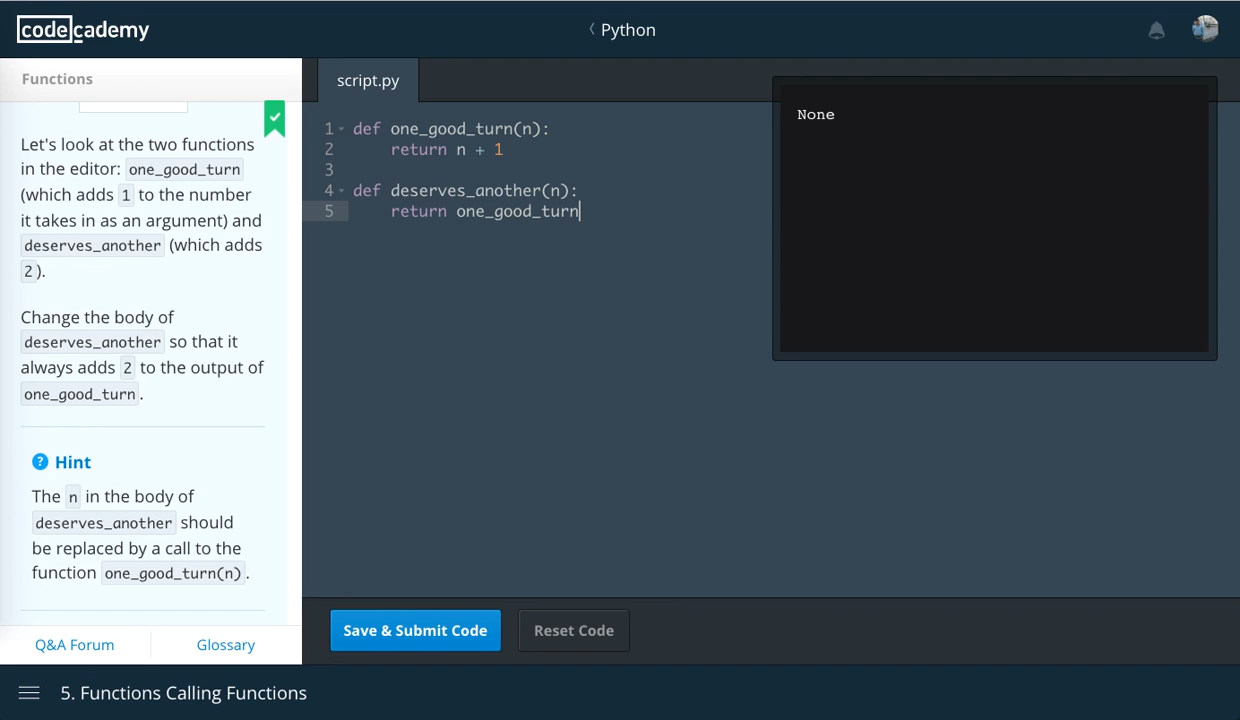 codecademy
Python
Functions
script.py
Let's look at the two functions
in the editor: one_good_turn
(which adds 1 to the number
it takes in as an argument) and
deserves_another (which adds
2).
Change the body of
deserves_another so that it
always adds 2 to the output of
one_good_turn.
Hint
The n in the body of
deserves_another should
be replaced by a call to the
function one_good_turn(n).
Q&A Forum
Glossary
1 def one_good_turn(n):
2 return n + 1
3
4 def deserves_another(n):
5 return one_good_turn
None
Save & Submit Code
Reset Code
5. Functions Calling Functions